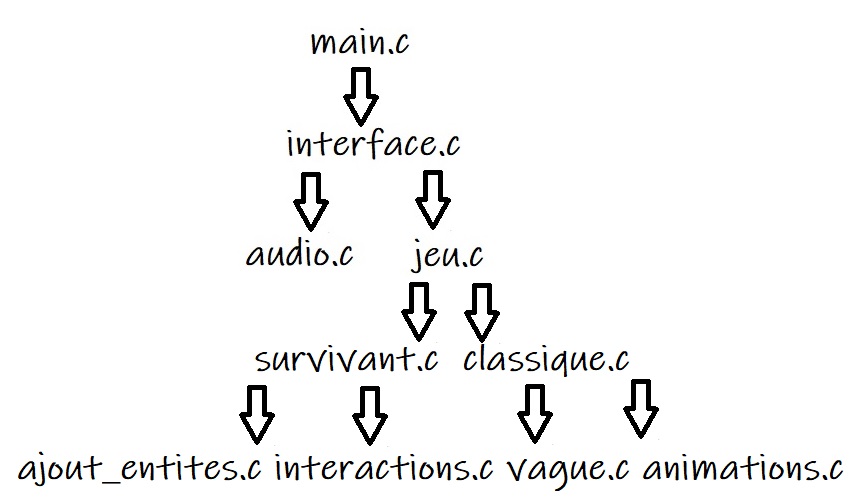 main.c
interface.c
audio.c jeu.c
survivant.c classique.c
ajout_entites.c interactions.c vague.c animations.c